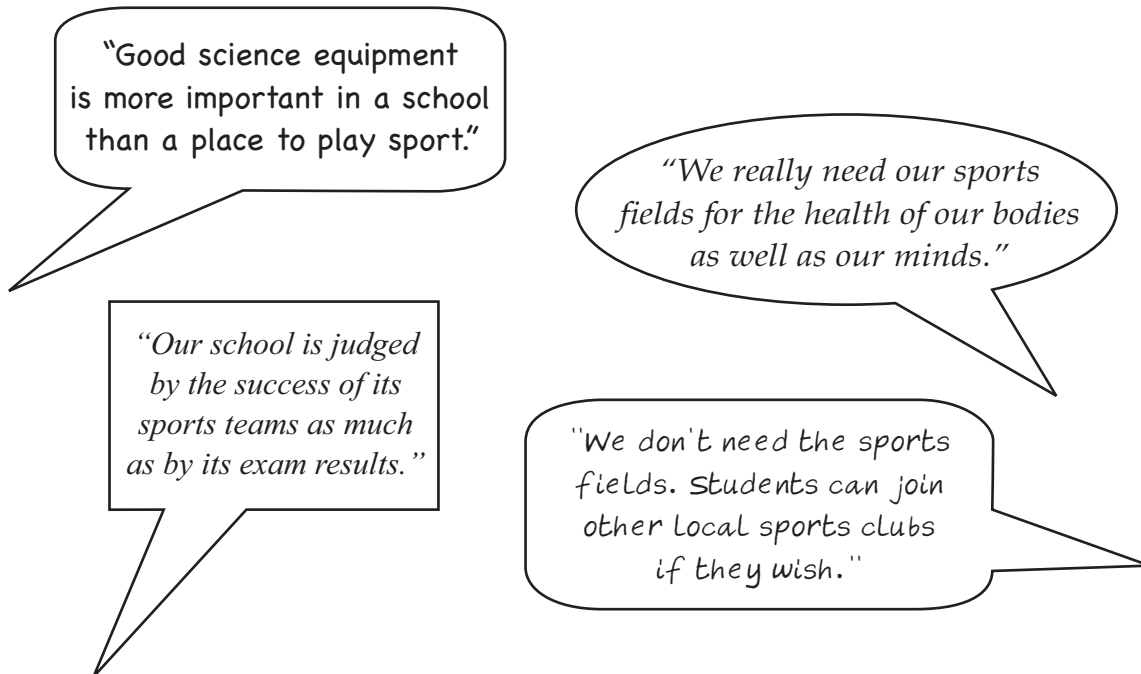 “Good science equipment
is more important in a school
than a place to play sport.”
“We really need our sports
fields for the health of our bodies
as well as our minds.”
“Our school is judged
by the success of its
sports teams as much
as by its exam results.”
"We don't need the sports
fields. Students can join
other local sports clubs
if they wish."